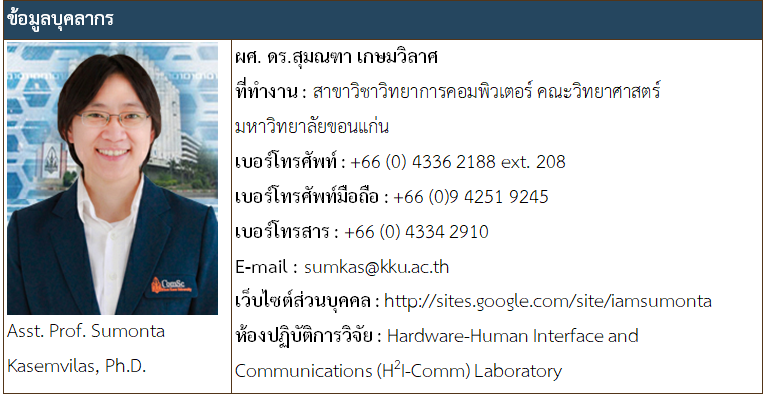 ข้อมูลบุคลากร
ผศ. ดร.สุมณฑา เกษมวิลาศ
ที่ทำงาน : สาขาวิชาวิทยาการคอมพิวเตอร์ คณะวิทยาศาสตร์
มหาวิทยาลัยขอนแก่น
เบอร์โทรศัพท์ : +66 (0) 4336 2188 ext. 208
เบอร์โทรศัพท์มือถือ : +66 (0)9 4251 9245
เบอร์โทรสาร : +66 (0) 4334 2910
E-mail : sumkas@kku.ac.th
เว็บไซต์ส่วนบุคคล : http://sites.google.com/site/iamsumonta
ห้องปฏิบัติการวิจัย : Hardware-Human Interface and
Communications (H²I-Comm) Laboratory
ComSc
Asst. Prof. Sumonta
Kasemvilas, Ph.D.